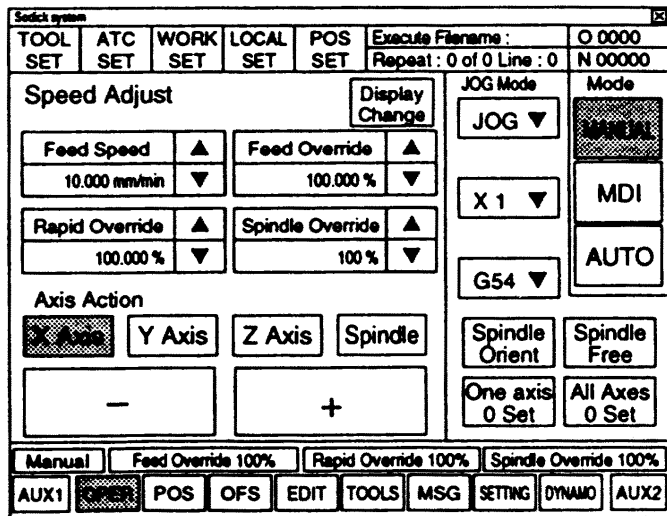 Sodick system
TOOL SET
ATC SET
WORK SET
LOCAL SET
POS SET
Execute Filename :
O 0000
Repeat : 0 of 0 Line : 0
N 00000
Speed Adjust
Display Change
JOG Mode
Mode
JOG ▼
MANUAL
Feed Speed ▲
Feed Override ▲
10.000 mm/min ▼
100.000 % ▼
X 1 ▼
MDI
Rapid Override ▲
Spindle Override ▲
100.000 % ▼
100 % ▼
AUTO
G54 ▼
Axis Action
X Axis
Y Axis
Z Axis
Spindle
Spindle Orient
Spindle Free
−
+
One axis 0 Set
All Axes 0 Set
Manual
Feed Override 100%
Rapid Override 100%
Spindle Override 100%
AUX1
OPER
POS
OFS
EDIT
TOOLS
MSG
SETTING
DYNAMO
AUX2